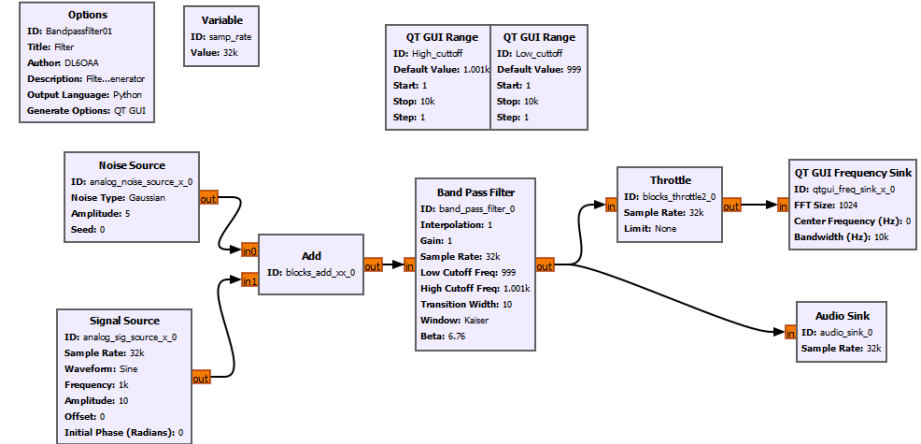 Options
ID: Bandpassfilter01
Title: Filter
Author: DL6OAA
Description: Filte...enerator
Output Language: Python
Generate Options: QT GUI
Variable
ID: samp_rate
Value: 32k
QT GUI Range
ID: High_cuttoff
Default Value: 1.001k
Start: 1
Stop: 10k
Step: 1
QT GUI Range
ID: Low_cuttoff
Default Value: 999
Start: 1
Stop: 10k
Step: 1
Noise Source
ID: analog_noise_source_x_0
Noise Type: Gaussian
Amplitude: 5
Seed: 0
out
Signal Source
ID: analog_sig_source_x_0
Sample Rate: 32k
Waveform: Sine
Frequency: 1k
Amplitude: 10
Offset: 0
Initial Phase (Radians): 0
out
in0
in1
Add
ID: blocks_add_xx_0
out
in
Band Pass Filter
ID: band_pass_filter_0
Interpolation: 1
Gain: 1
Sample Rate: 32k
Low Cutoff Freq: 999
High Cutoff Freq: 1.001k
Transition Width: 10
Window: Kaiser
Beta: 6.76
out
in
Throttle
ID: blocks_throttle2_0
Sample Rate: 32k
Limit: None
out
in
QT GUI Frequency Sink
ID: qtgui_freq_sink_x_0
FFT Size: 1024
Center Frequency (Hz): 0
Bandwidth (Hz): 10k
in
Audio Sink
ID: audio_sink_0
Sample Rate: 32k